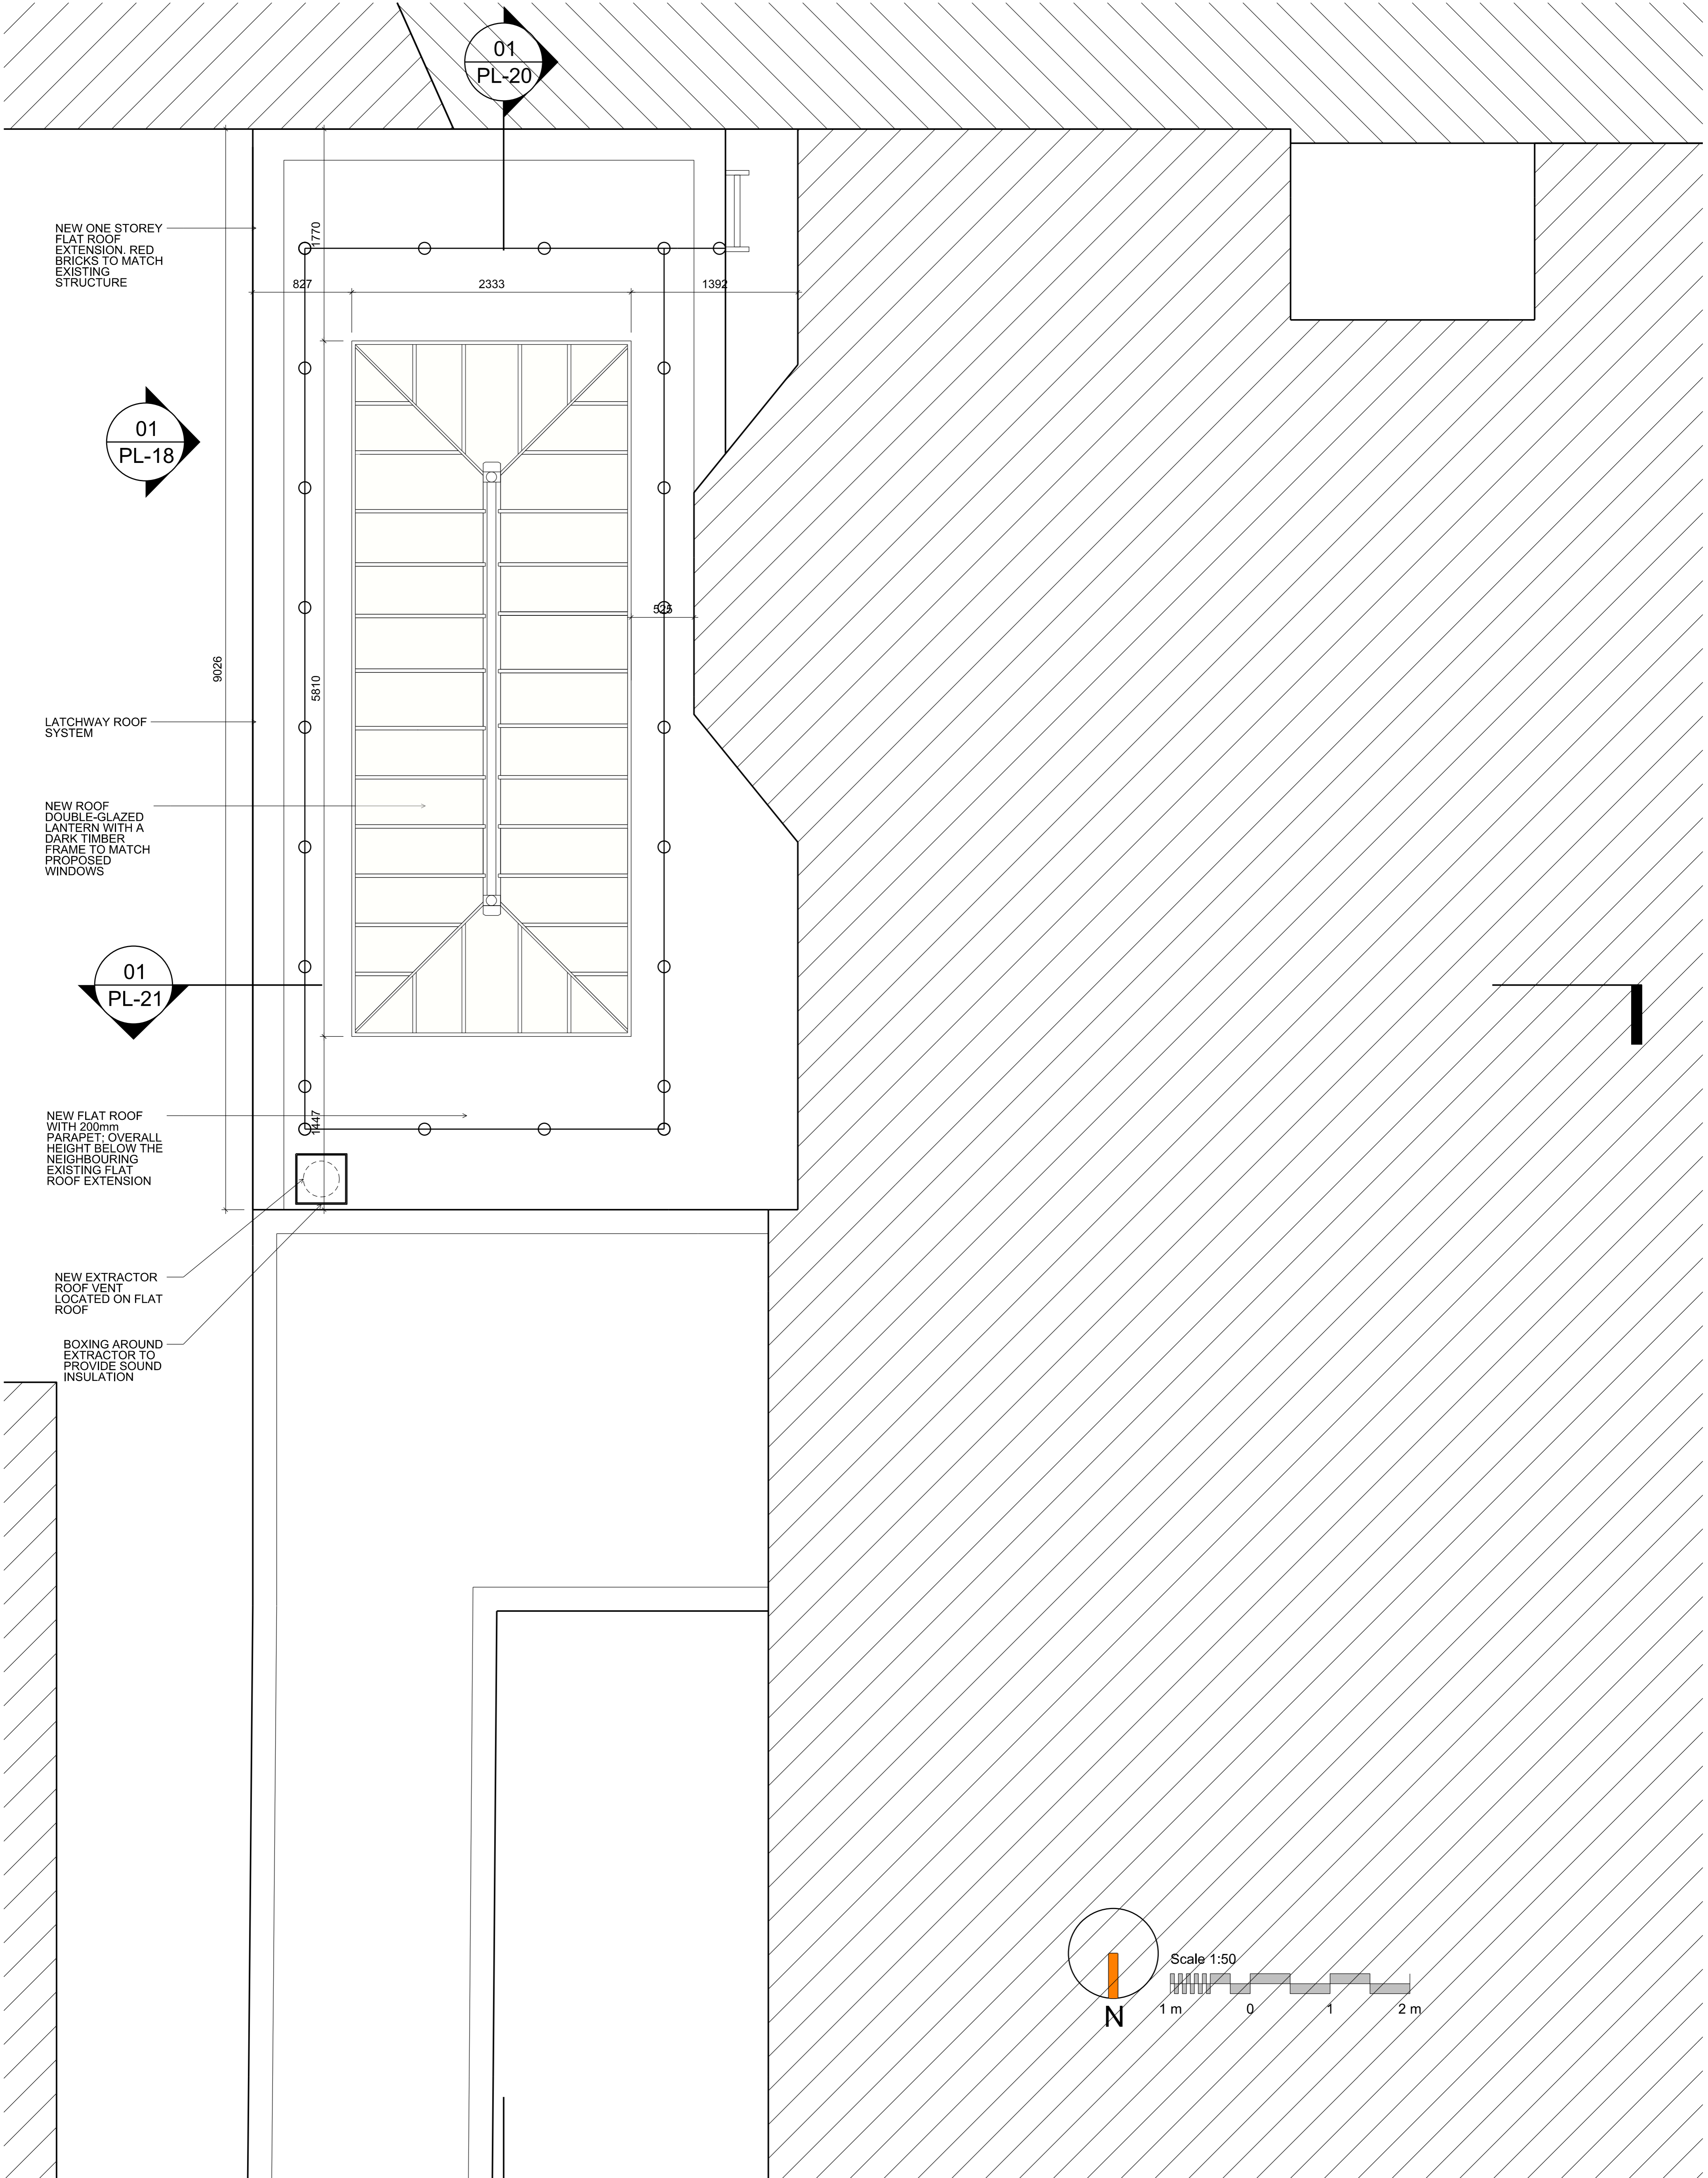 01
PL-20
NEW ONE STOREY
FLAT ROOF
EXTENSION. RED
BRICKS TO MATCH
EXISTING
STRUCTURE
1770
827
2333
1392
01
PL-18
525
9026
5810
LATCHWAY ROOF
SYSTEM
NEW ROOF
DOUBLE-GLAZED
LANTERN WITH A
DARK TIMBER
FRAME TO MATCH
PROPOSED
WINDOWS
01
PL-21
NEW FLAT ROOF
WITH 200mm
PARAPET; OVERALL
HEIGHT BELOW THE
NEIGHBOURING
EXISTING FLAT
ROOF EXTENSION
1447
NEW EXTRACTOR
ROOF VENT
LOCATED ON FLAT
ROOF
BOXING AROUND
EXTRACTOR TO
PROVIDE SOUND
INSULATION
Scale 1:50
1 m 0 1 2 m
N